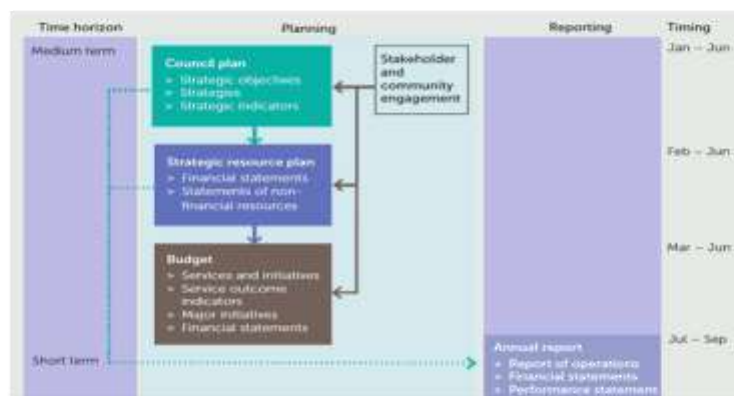 Time horizon
Planning
Reporting
Timing
Medium term
Jan – Jun
Council plan
» Strategic objectives
» Strategies
» Strategic indicators
Stakeholder
and
community
engagement
Feb – Jun
Strategic resource plan
» Financial statements
» Statements of non-
financial resources
Mar – Jun
Budget
» Services and initiatives
» Service outcome
indicators
» Major initiatives
» Financial statements
Jul – Sep
Short term
Annual report
» Report of operations
» Financial statements
» Performance statement